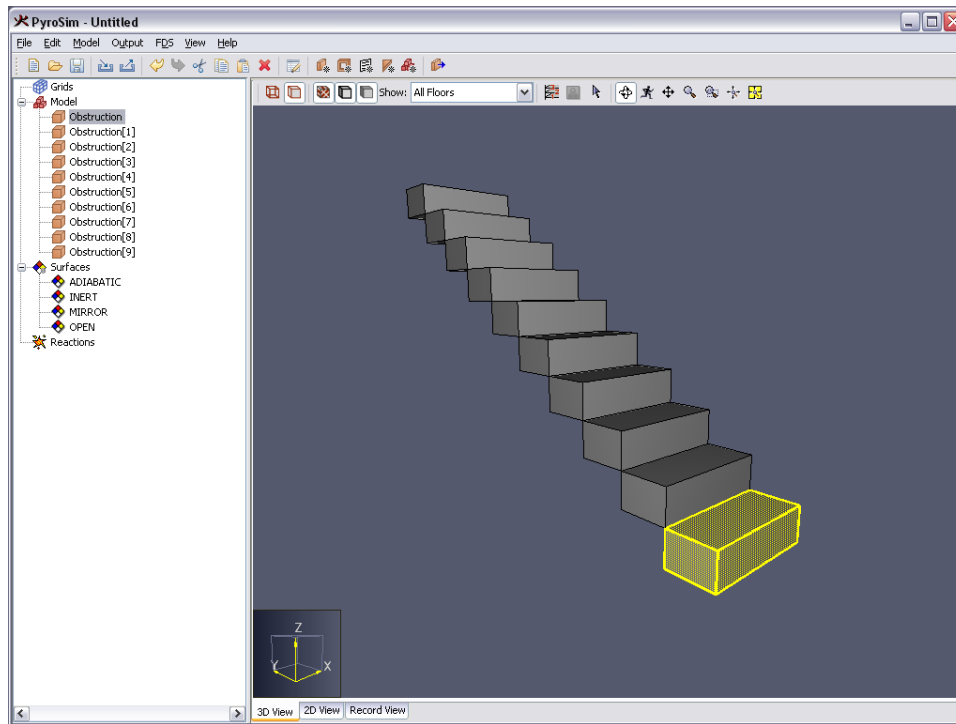 PyroSim - Untitled
File Edit Model Output FDS View Help
Show: All Floors
Grids
Model
Obstruction
Obstruction[1]
Obstruction[2]
Obstruction[3]
Obstruction[4]
Obstruction[5]
Obstruction[6]
Obstruction[7]
Obstruction[8]
Obstruction[9]
Surfaces
ADIABATIC
INERT
MIRROR
OPEN
Reactions
Z
Y X
3D View 2D View Record View